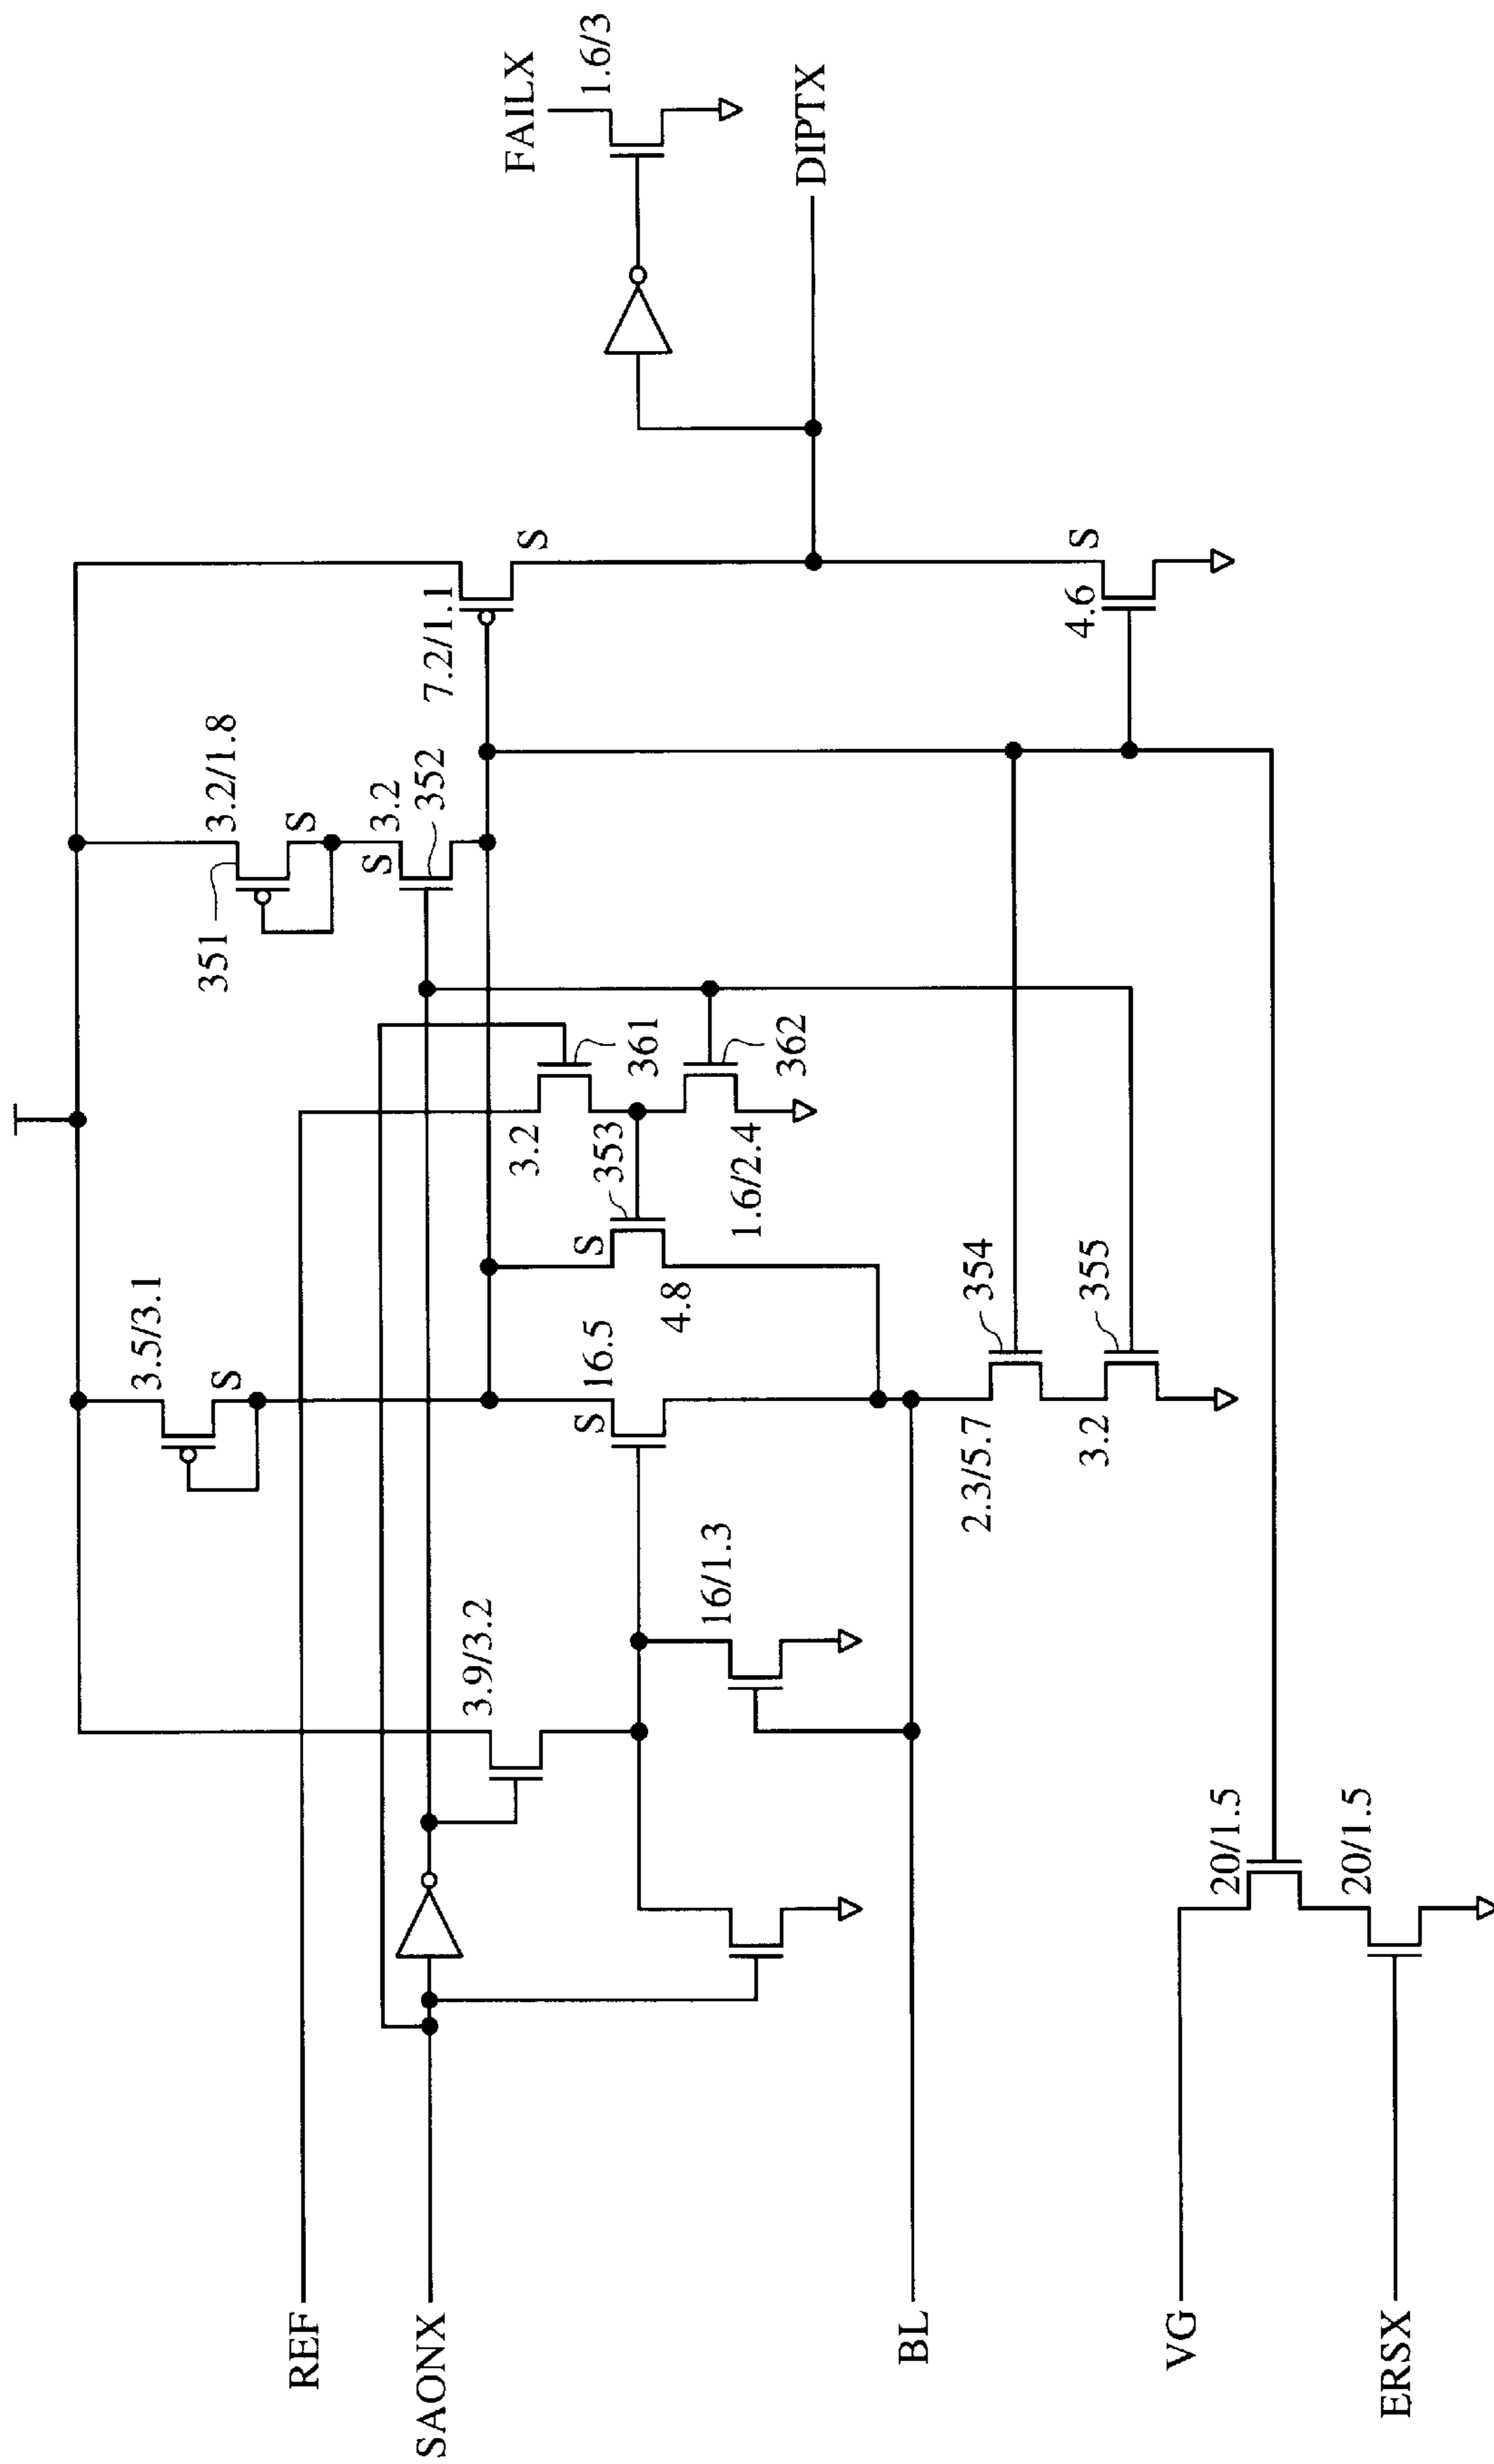 REF
SAONX
BL
VG
ERSX
3.5/3.1
S
3.9/3.2
16/1.3
S
16.5
S
4.8
353
3.2
361
362
1.6/2.4
351
3.2/1.8
S
S
3.2
352
7.2/1.1
S
4.6
S
2.3/5.7
354
3.2
355
20/1.5
20/1.5
FAILX
1.6/3
DIPTX